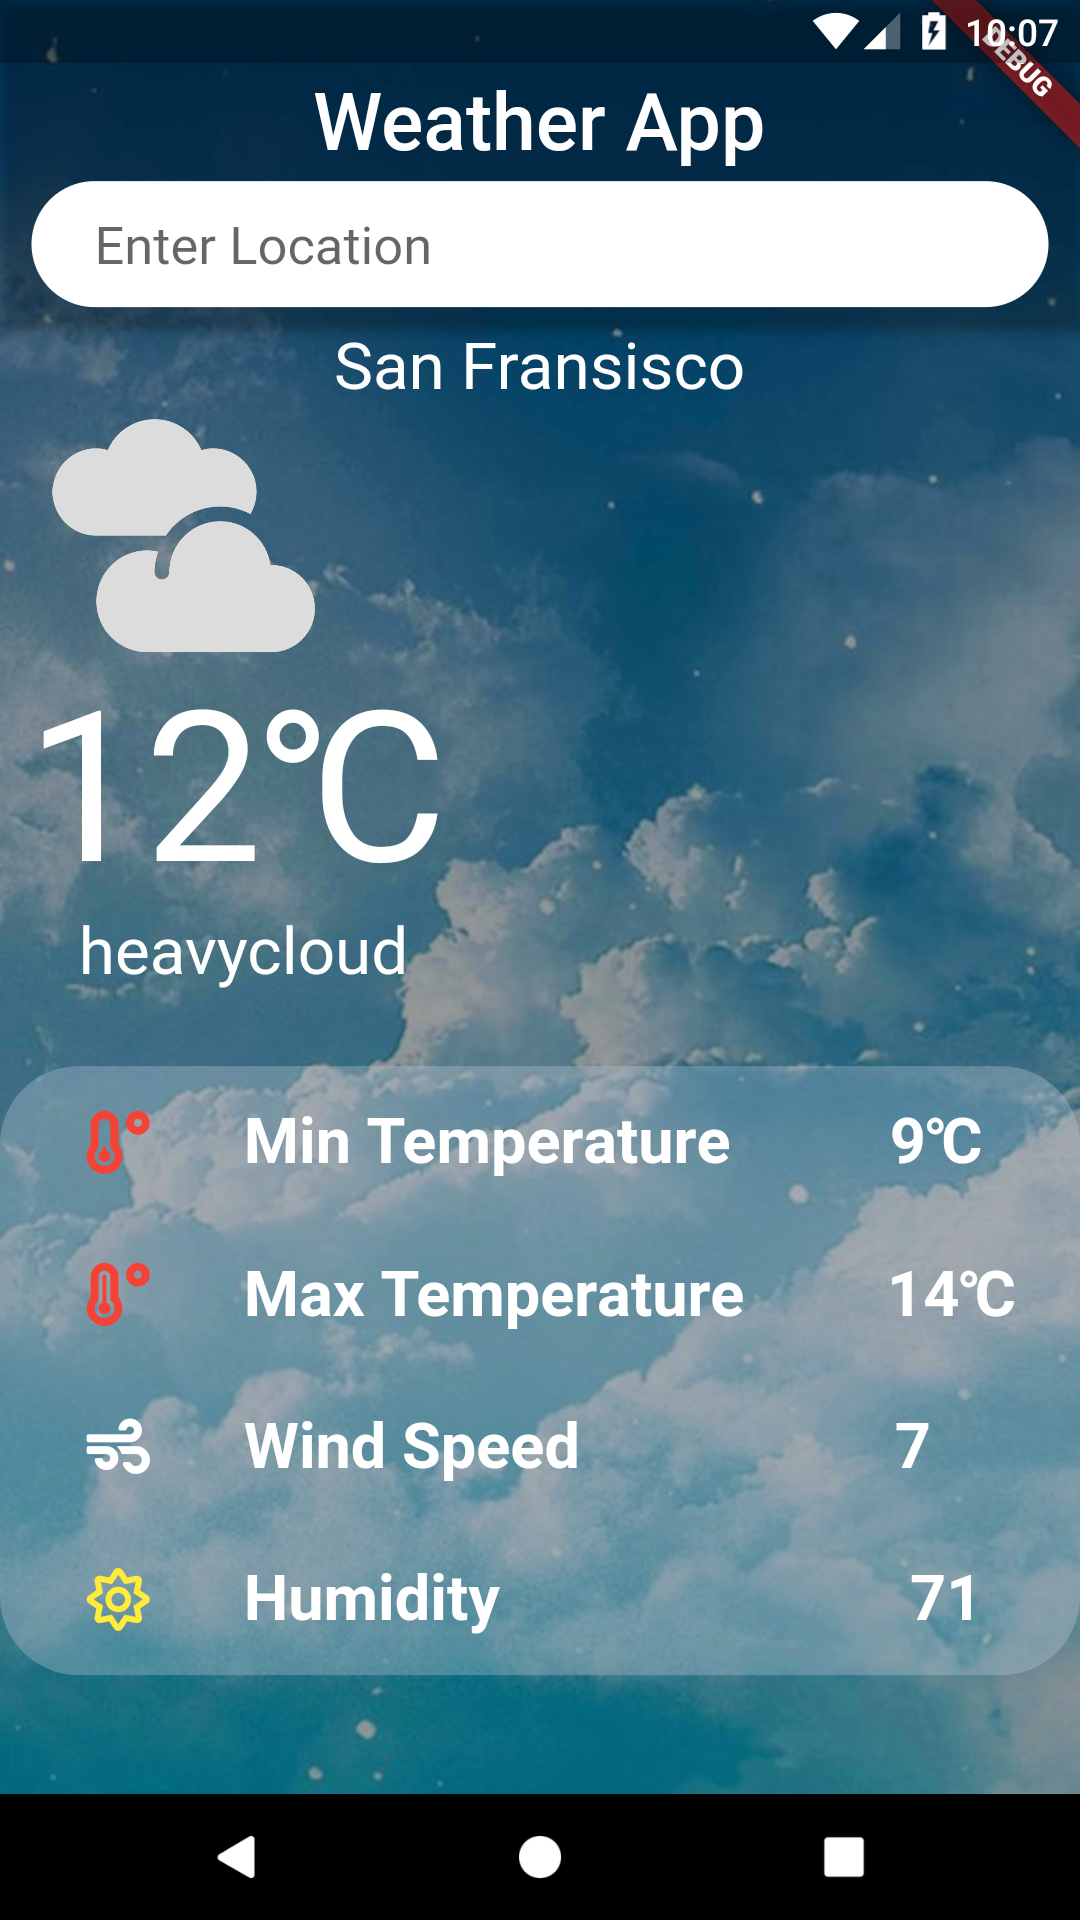 10:07
DEBUG
Weather App
Enter Location
San Fransisco
12℃
heavycloud
Min Temperature 9℃
Max Temperature 14℃
Wind Speed 7
Humidity 71